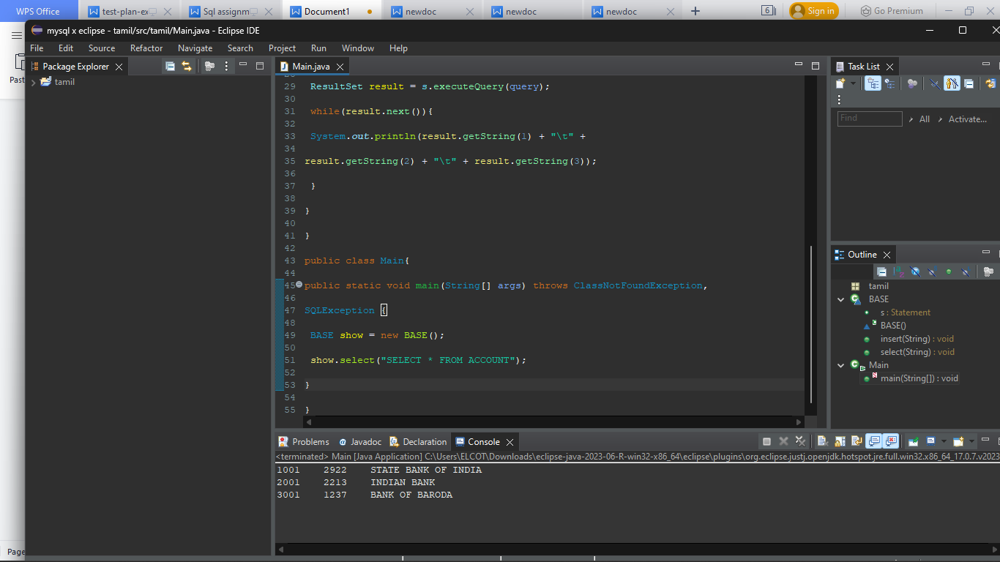 WPS Office
test-plan-ex
Sql assignm
Document1
newdoc
newdoc
newdoc
6
Sign in
Go Premium
mysql x eclipse - tamil/src/tamil/Main.java - Eclipse IDE
File Edit Source Refactor Navigate Search Project Run Window Help
Past
Page
Package Explorer
tamil
Main.java
29 ResultSet result = s.executeQuery(query);
30
31 while(result.next()){
32
33 System.out.println(result.getString(1) + "\t" +
34
35 result.getString(2) + "\t" + result.getString(3));
36
37 }
38
39 }
40
41 }
42
43 public class Main{
44
45 public static void main(String[] args) throws ClassNotFoundException,
46
47 SQLException {
48
49 BASE show = new BASE();
50
51 show.select("SELECT * FROM ACCOUNT");
52
53 }
54
55 }
Task List
Find
All
Activate...
Outline
tamil
BASE
s : Statement
BASE()
insert(String) : void
select(String) : void
Main
main(String[]) : void
Problems @ Javadoc Declaration Console
<terminated> Main [Java Application] C:\Users\ELCOT\Downloads\eclipse-java-2023-06-R-win32-x86_64\eclipse\plugins\org.eclipse.justj.openjdk.hotspot.jre.full.win32.x86_64_17.0.7.v2023
1001 2922 STATE BANK OF INDIA
2001 2213 INDIAN BANK
3001 1237 BANK OF BARODA